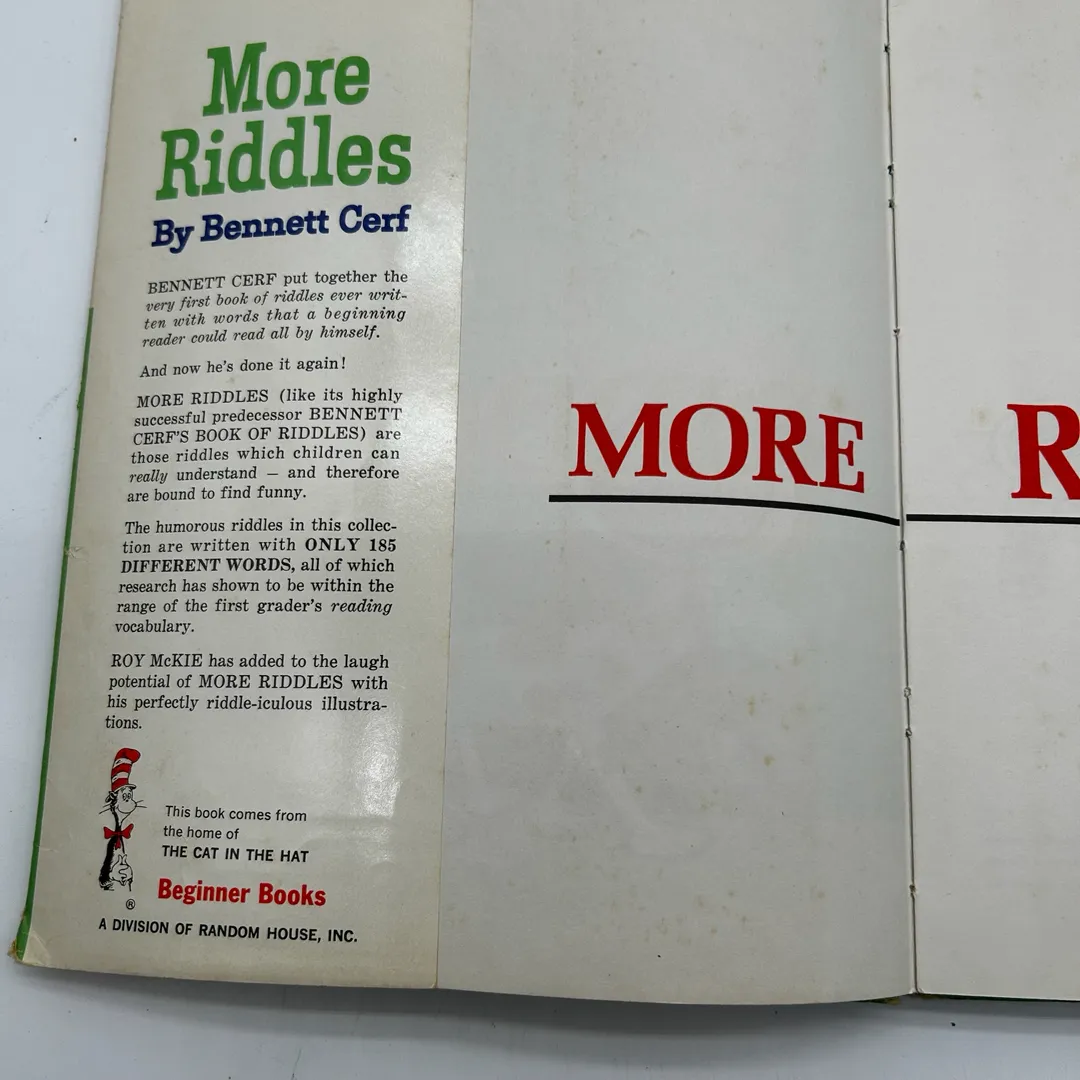 More
Riddles
By Bennett Cerf
BENNETT CERF put together the
very first book of riddles ever writ-
ten with words that a beginning
reader could read all by himself.
And now he's done it again!
MORE RIDDLES (like its highly
successful predecessor BENNETT
CERF'S BOOK OF RIDDLES) are
those riddles which children can
really understand — and therefore
are bound to find funny.
The humorous riddles in this collec-
tion are written with ONLY 185
DIFFERENT WORDS, all of which
research has shown to be within the
range of the first grader's reading
vocabulary.
ROY McKIE has added to the laugh
potential of MORE RIDDLES with
his perfectly riddle-iculous illustra-
tions.
This book comes from
the home of
THE CAT IN THE HAT
®
Beginner Books
A DIVISION OF RANDOM HOUSE, INC.
MORE R